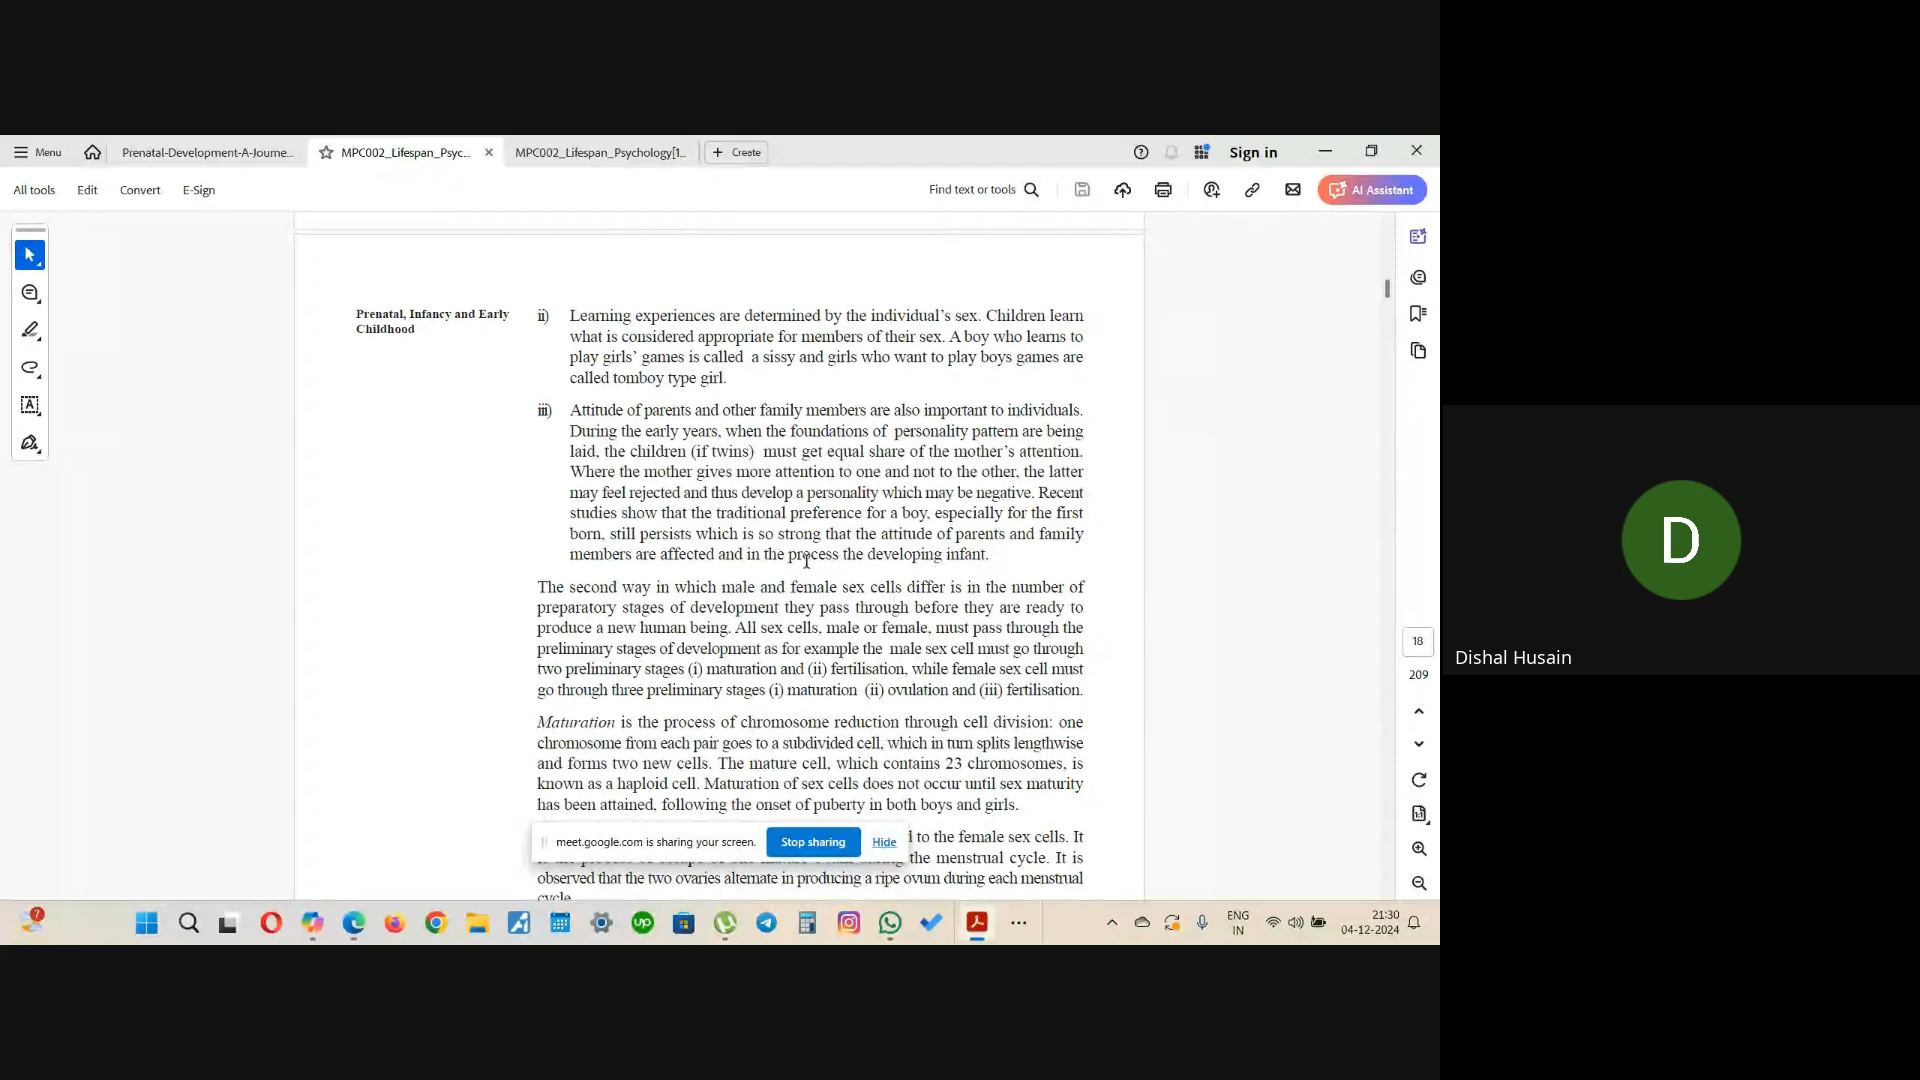 Menu
Prenatal-Development-A-Journe...
MPC002_Lifespan_Psyc...
MPC002_Lifespan_Psychology[1...
Create
Sign in
All tools
Edit
Convert
E-Sign
Find text or tools
AI Assistant
Prenatal, Infancy and Early
Childhood
ii) Learning experiences are determined by the individual's sex. Children learn
what is considered appropriate for members of their sex. A boy who learns to
play girls' games is called a sissy and girls who want to play boys games are
called tomboy type girl.
iii) Attitude of parents and other family members are also important to individuals.
During the early years, when the foundations of personality pattern are being
laid, the children (if twins) must get equal share of the mother's attention.
Where the mother gives more attention to one and not to the other, the latter
may feel rejected and thus develop a personality which may be negative. Recent
studies show that the traditional preference for a boy, especially for the first
born, still persists which is so strong that the attitude of parents and family
members are affected and in the process the developing infant.
The second way in which male and female sex cells differ is in the number of
preparatory stages of development they pass through before they are ready to
produce a new human being. All sex cells, male or female, must pass through the
preliminary stages of development as for example the male sex cell must go through
two preliminary stages (i) maturation and (ii) fertilisation, while female sex cell must
go through three preliminary stages (i) maturation (ii) ovulation and (iii) fertilisation.
Maturation is the process of chromosome reduction through cell division: one
chromosome from each pair goes to a subdivided cell, which in turn splits lengthwise
and forms two new cells. The mature cell, which contains 23 chromosomes, is
known as a haploid cell. Maturation of sex cells does not occur until sex maturity
has been attained, following the onset of puberty in both boys and girls.
to the female sex cells. It
the menstrual cycle. It is
observed that the two ovaries alternate in producing a ripe ovum during each menstrual
cycle
meet.google.com is sharing your screen.
Stop sharing
Hide
18
209
7
up
ENG
IN
21:30
04-12-2024
D
Dishal Husain